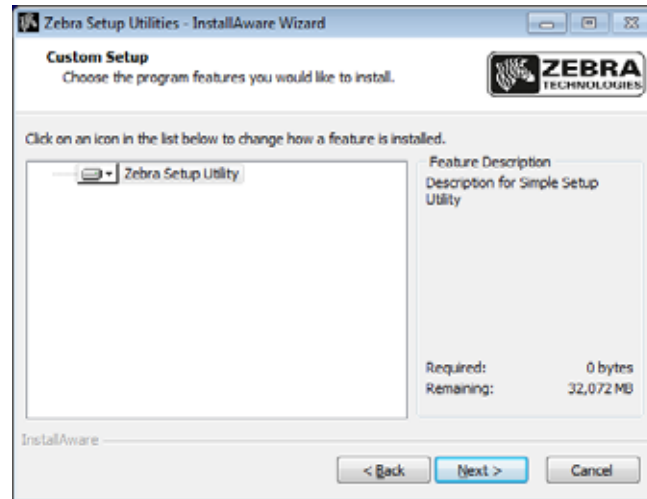 Zebra Setup Utilities - InstallAware Wizard
Custom Setup
Choose the program features you would like to install.
ZEBRA
TECHNOLOGIES
Click on an icon in the list below to change how a feature is installed.
Zebra Setup Utility
Feature Description
Description for Simple Setup
Utility
Required: 0 bytes
Remaining: 32,072 MB
InstallAware
< Back
Next >
Cancel